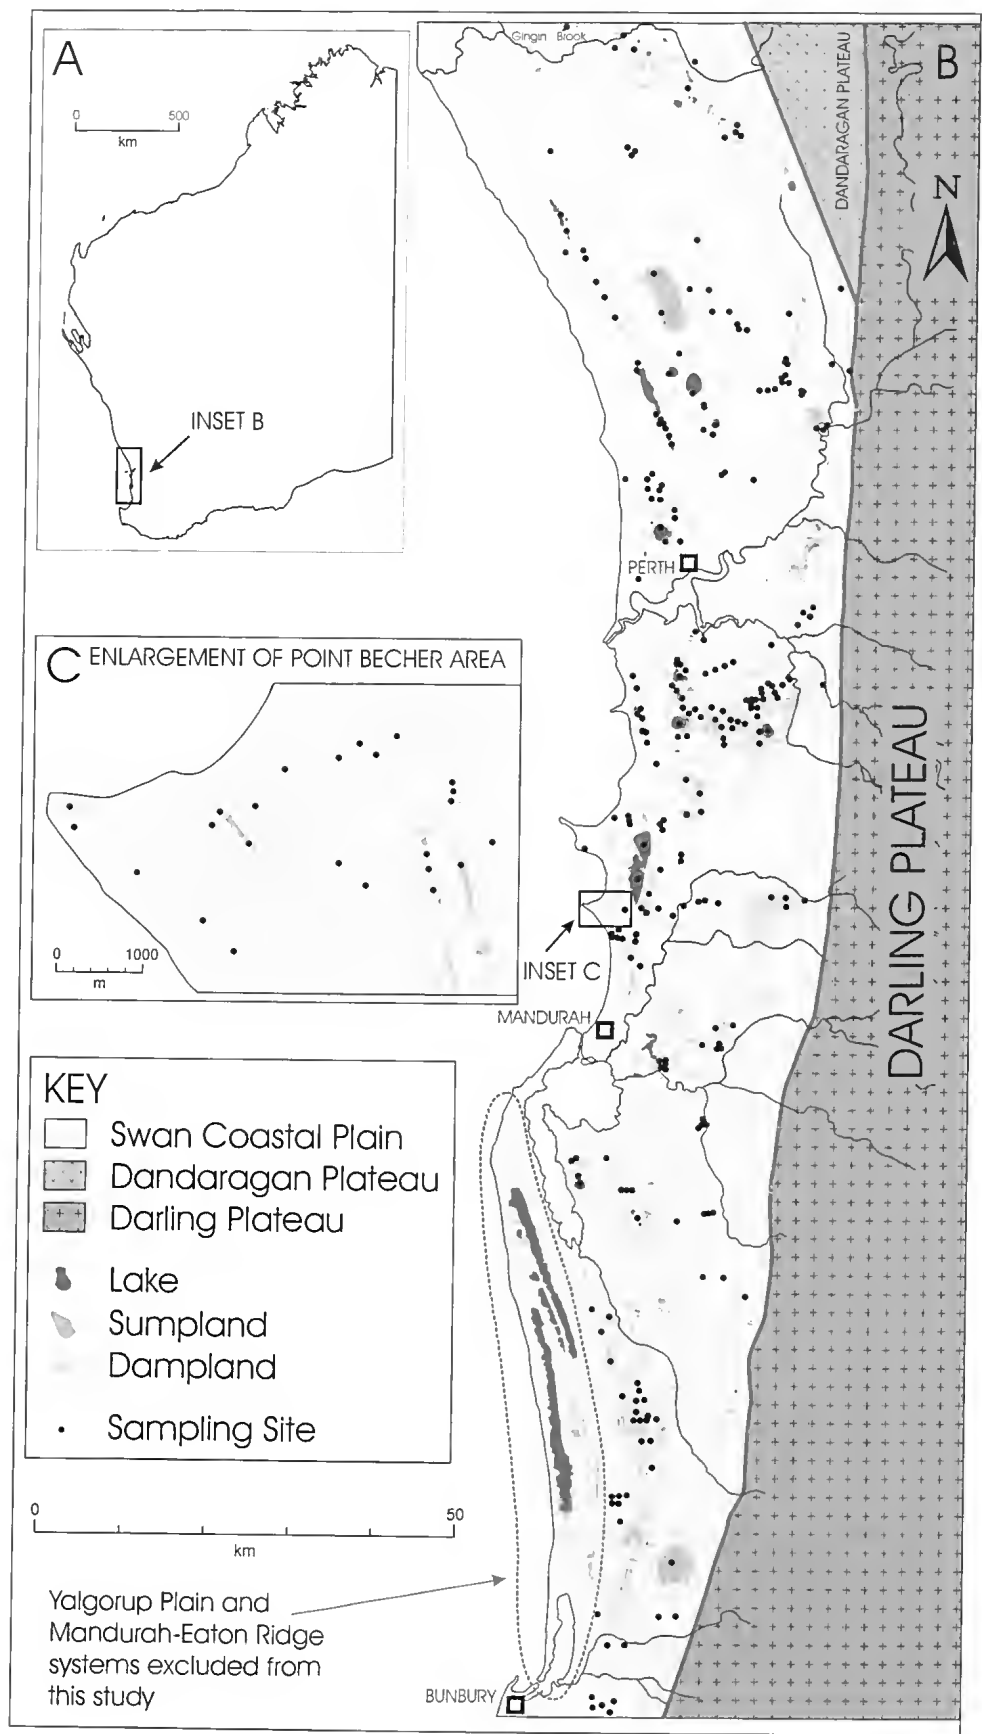 A
0 500
km
INSET B
Gingin Brook
DANDARAGAN PLATEAU
B
N
PERTH
C ENLARGEMENT OF POINT BECHER AREA
0 1000
m
INSET C
MANDURAH
DARLING PLATEAU
KEY
Swan Coastal Plain
Dandaragan Plateau
Darling Plateau
Lake
Sumpland
Dampland
Sampling Site
0 50
km
Yalgorup Plain and
Mandurah-Eaton Ridge
systems excluded from
this study
BUNBURY